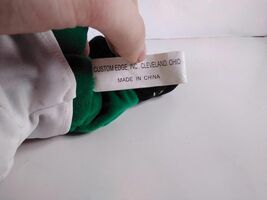 CUSTOM EDGE, INC., CLEVELAND, OHIO
MADE IN CHINA